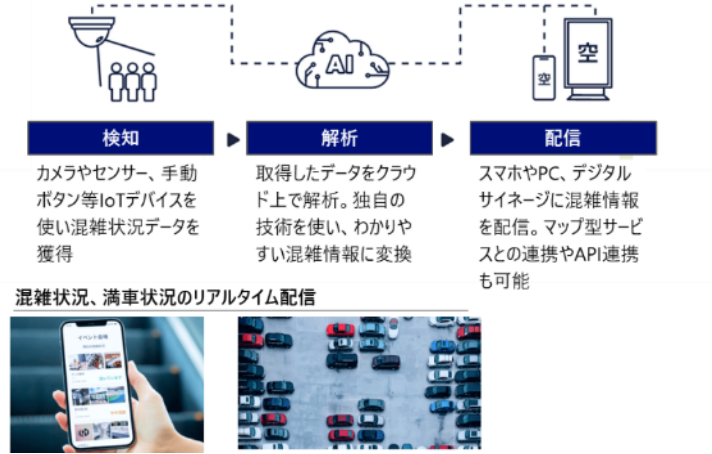 AI
空
空
検知
解析
配信
カメラやセンサー、手動
ボタン等IoTデバイスを
使い混雑状況データを
獲得
取得したデータをクラウ
ド上で解析。独自の
技術を使い、わかりや
すい混雑情報に変換
スマホやPC、デジタル
サイネージに混雑情報
を配信。マップ型サービ
スとの連携やAPI連携
も可能
混雑状況、満車状況のリアルタイム配信
イベント会場